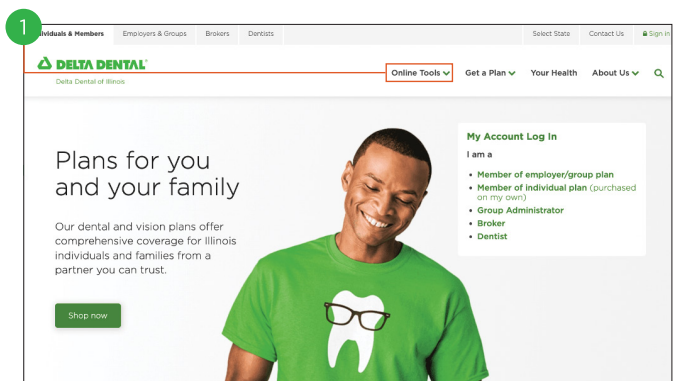 1
ividuals & Members Employers & Groups Brokers Dentists Select State Contact Us Sign in
DELTA DENTAL®
Delta Dental of Illinois
Online Tools Get a Plan Your Health About Us
My Account Log In
I am a
• Member of employer/group plan
• Member of individual plan (purchased
on my own)
• Group Administrator
• Broker
• Dentist
Plans for you
and your family
Our dental and vision plans offer
comprehensive coverage for Illinois
individuals and families from a
partner you can trust.
Shop now